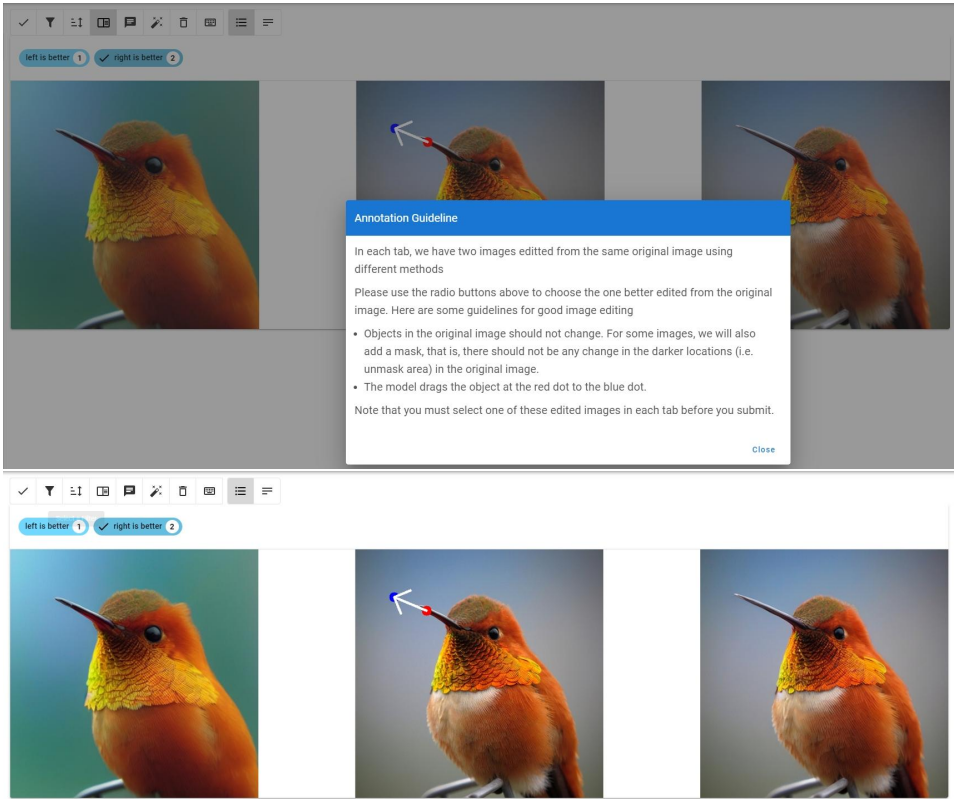 left is better 1 right is better 2
Annotation Guideline
In each tab, we have two images editted from the same original image using
different methods
Please use the radio buttons above to choose the one better edited from the original
image. Here are some guidelines for good image editing
• Objects in the original image should not change. For some images, we will also
add a mask, that is, there should not be any change in the darker locations (i.e.
unmask area) in the original image.
• The model drags the object at the red dot to the blue dot.
Note that you must select one of these edited images in each tab before you submit.
Close
left is better 1 right is better 2